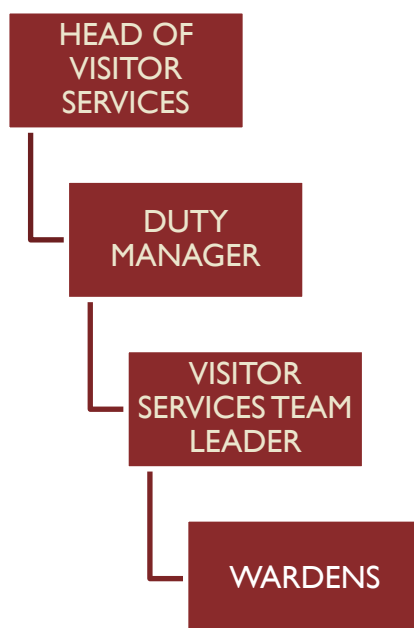 HEAD OF
VISITOR
SERVICES
DUTY
MANAGER
VISITOR
SERVICES TEAM
LEADER
WARDENS